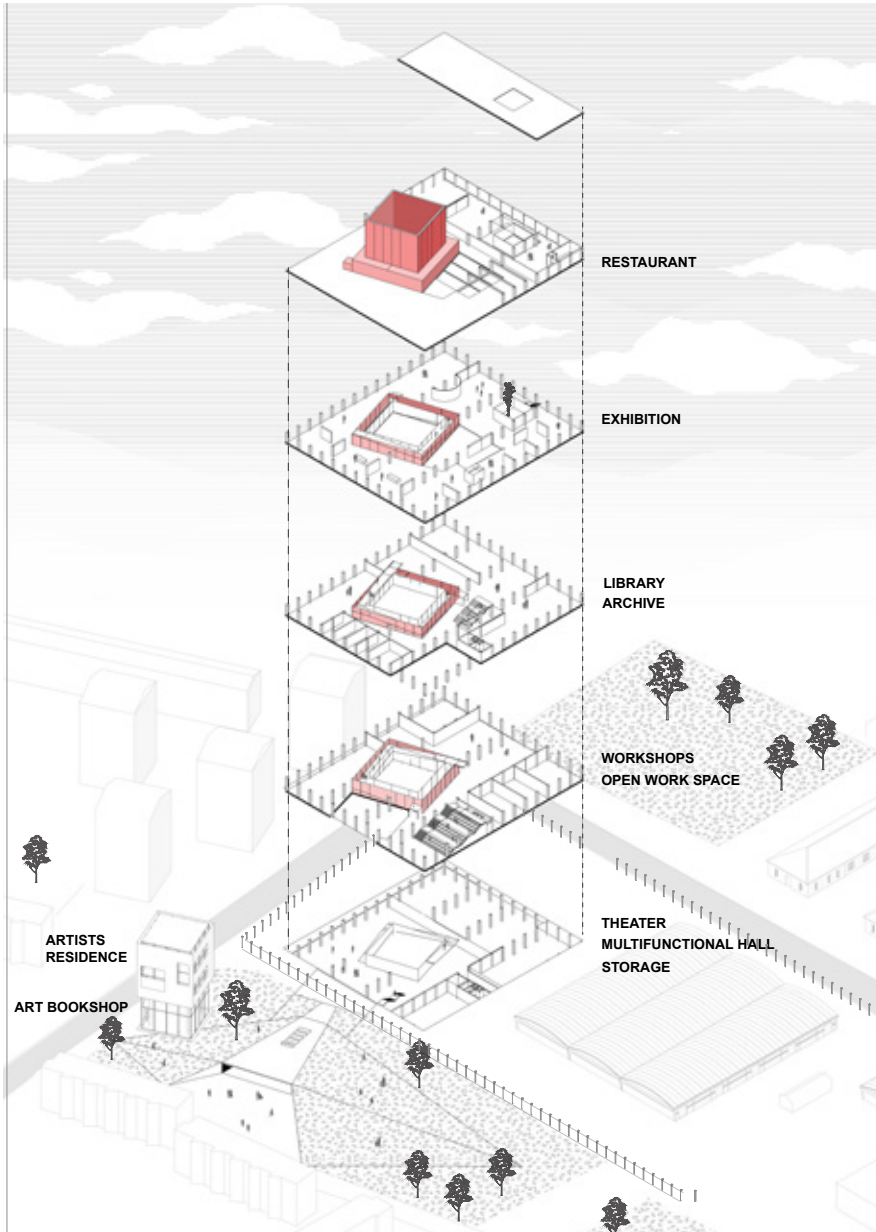 RESTAURANT
EXHIBITION
LIBRARY
ARCHIVE
WORKSHOPS
OPEN WORK SPACE
THEATER
MULTIFUNCTIONAL HALL
STORAGE
ARTISTS
RESIDENCE
ART BOOKSHOP